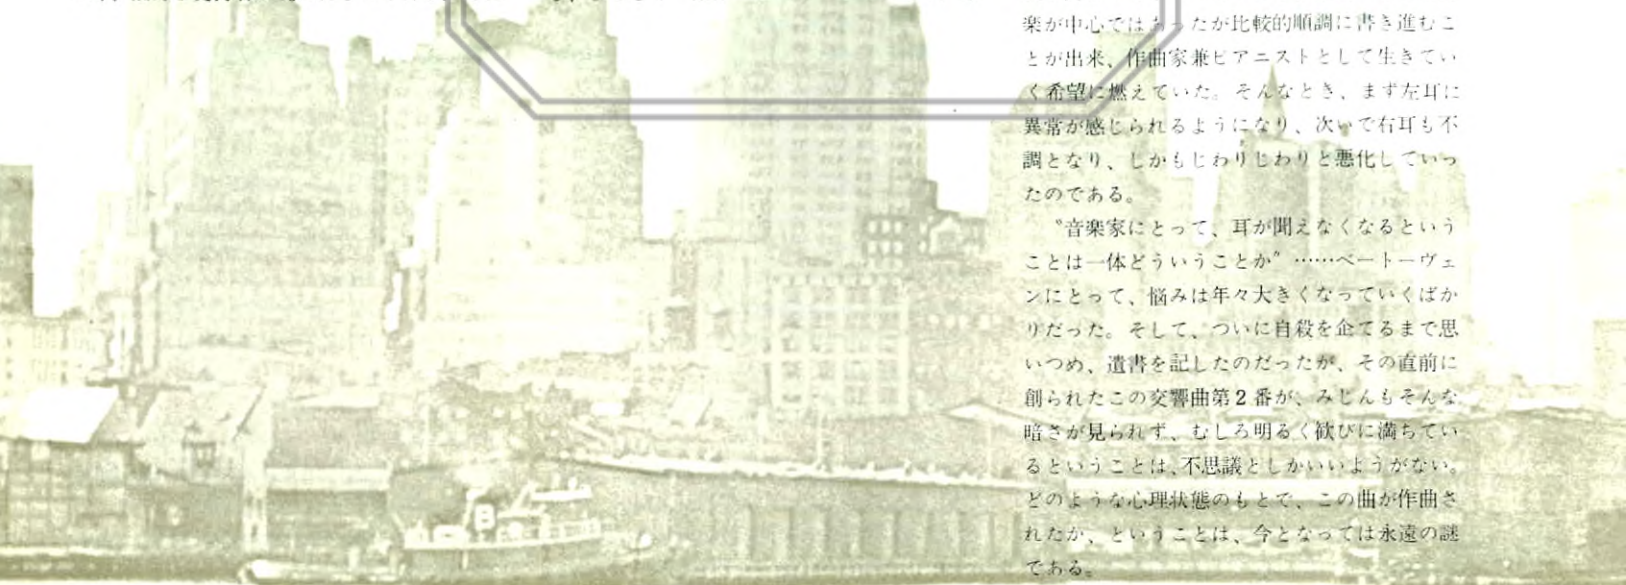 楽が中心ではあったが比較的順調に書き進むこ
とが出来、作曲家兼ピアニストとして生きてい
く希望に燃えていた。そんなとき、まず左耳に
異常が感じられるようになり、次いで右耳も不
調となり、しかもじわりじわりと悪化していっ
たのである。
〝音楽家にとって、耳が聞えなくなるという
ことは一体どういうことか〞……ベートーヴェ
ンにとって、悩みは年々大きくなっていくばか
りだった。そして、ついに自殺を企てるまで思
いつめ、遺書を記したのだったが、その直前に
創られたこの交響曲第2番が、みじんもそんな
暗さが見られず、むしろ明るく歓びに満ちてい
るということは、不思議としかいいようがない。
どのような心理状態のもとで、この曲が作曲さ
れたか、ということは、今となっては永遠の謎
である。
B